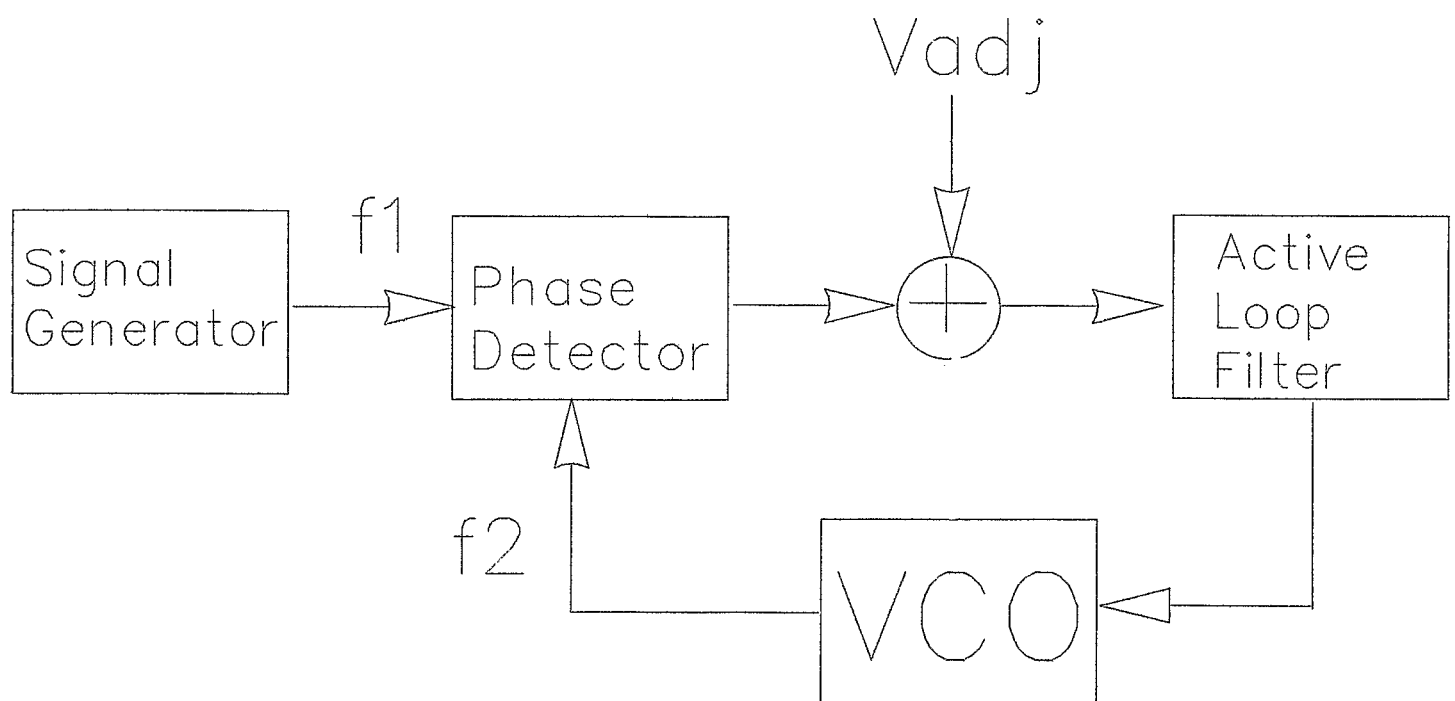 Vadj
f1
Signal
Generator
Phase
Detector
Active
Loop
Filter
f2
VCO